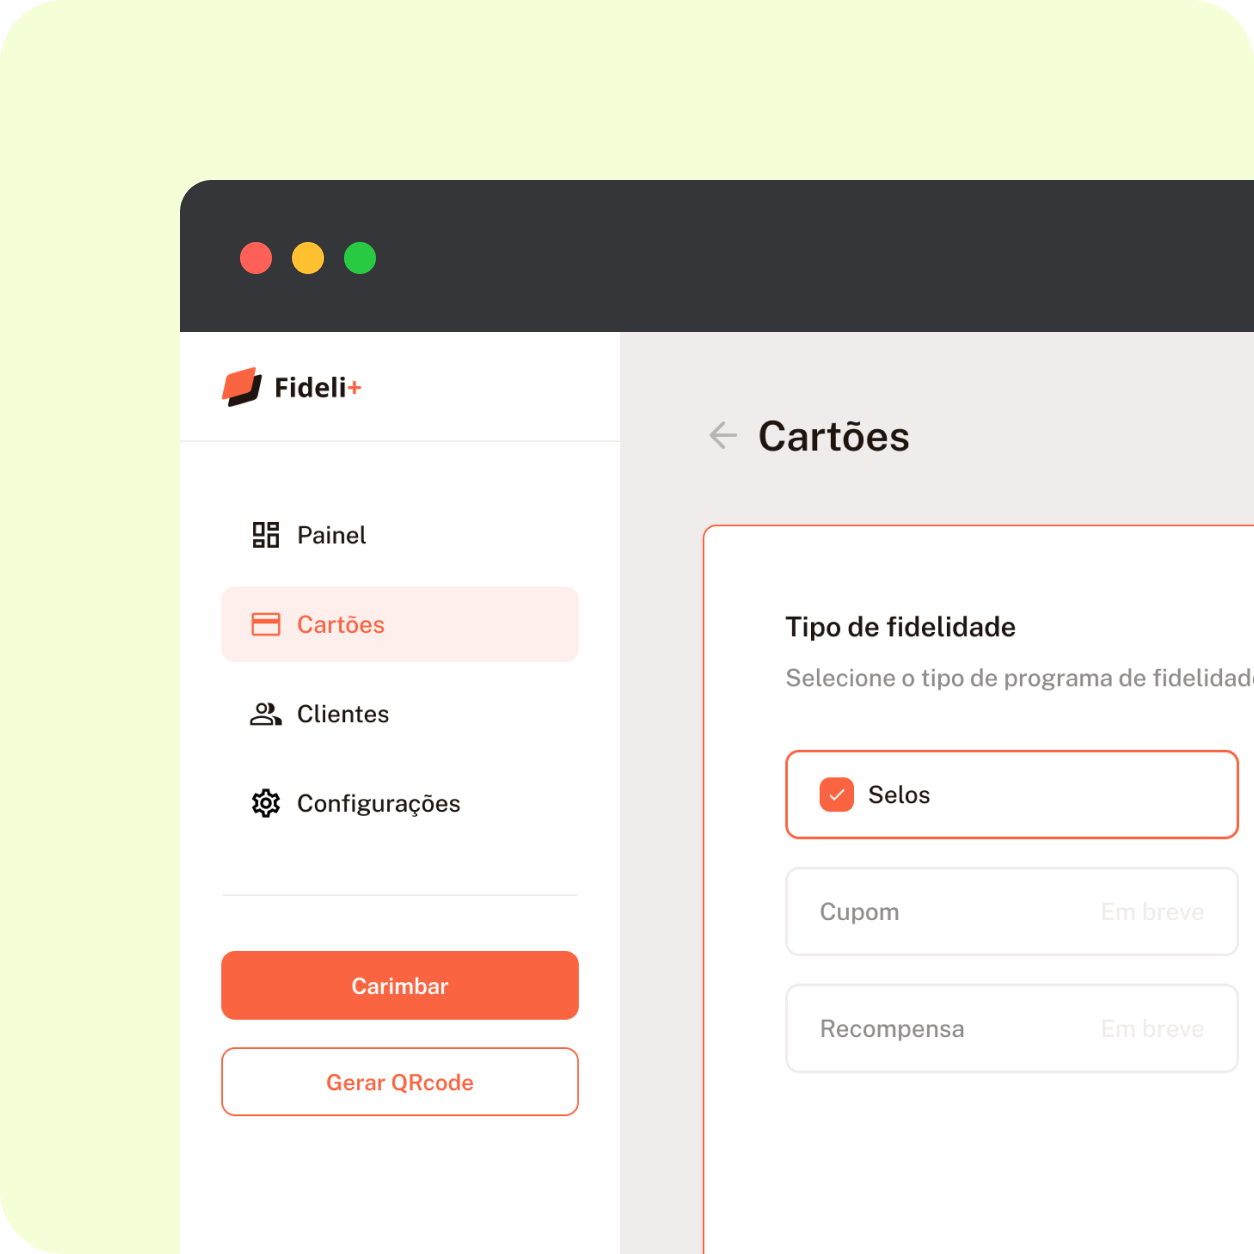 Fideli+
Painel
Cartões
Clientes
Configurações
Carimbar
Gerar QRcode
Cartões
Tipo de fidelidade
Selecione o tipo de programa de fidelidad
Selos
Cupom Em breve
Recompensa Em breve